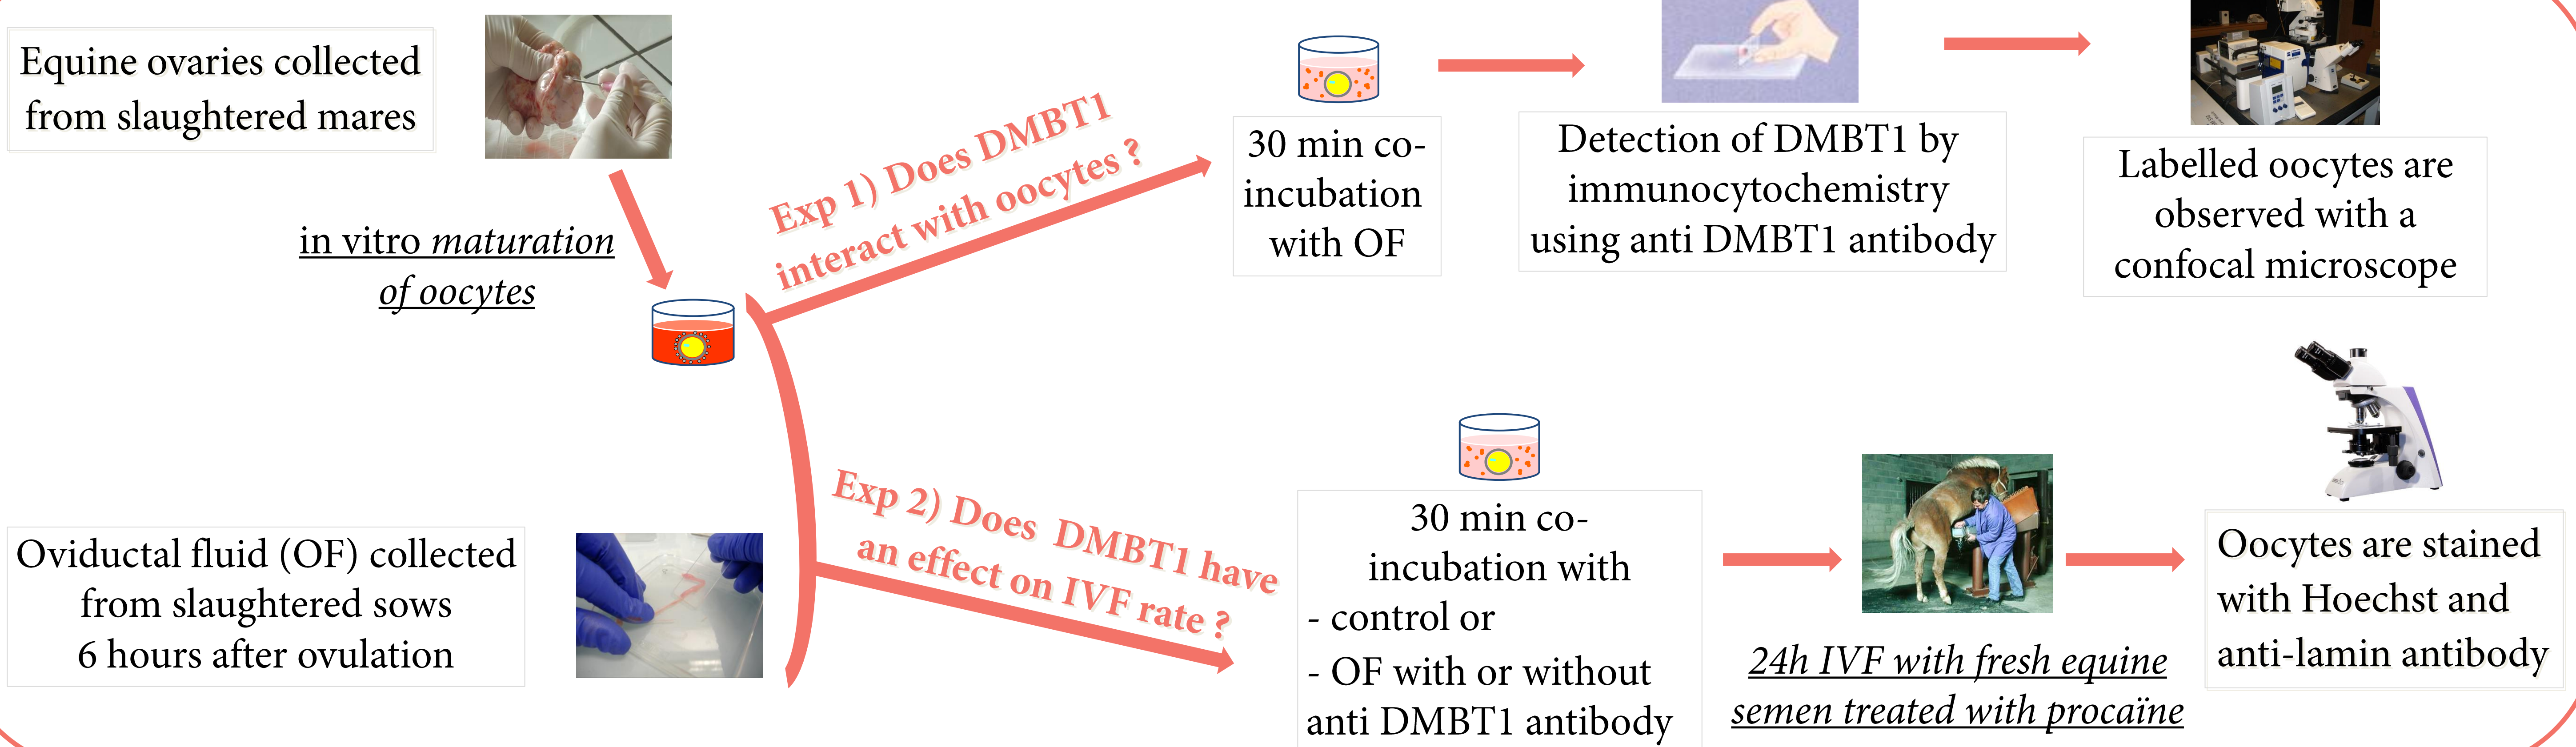 Equine ovaries collected
from slaughtered mares
in vitro maturation
of oocytes
Oviductal fluid (OF) collected
from slaughtered sows
6 hours after ovulation
Exp 1) Does DMBT1
interact with oocytes ?
30 min co-
incubation
with OF
Detection of DMBT1 by
immunocytochemistry
using anti DMBT1 antibody
Labelled oocytes are
observed with a
confocal microscope
Exp 2) Does DMBT1 have
an effect on IVF rate ?
30 min co-
incubation with
- control or
- OF with or without
anti DMBT1 antibody
24h IVF with fresh equine
semen treated with procaïne
Oocytes are stained
with Hoechst and
anti-lamin antibody